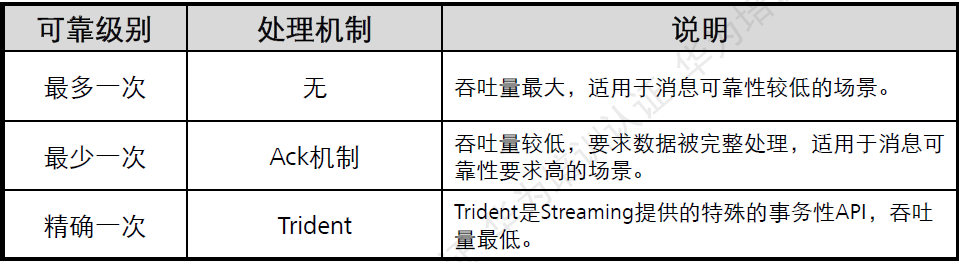 可靠级别 处理机制 说明
最多一次 无 吞吐量最大，适用于消息可靠性较低的场景。
最少一次 Ack机制 吞吐量较低，要求数据被完整处理，适用于消息可
靠性要求高的场景。
精确一次 Trident Trident是Streaming提供的特殊的事务性API，吞吐
量最低。